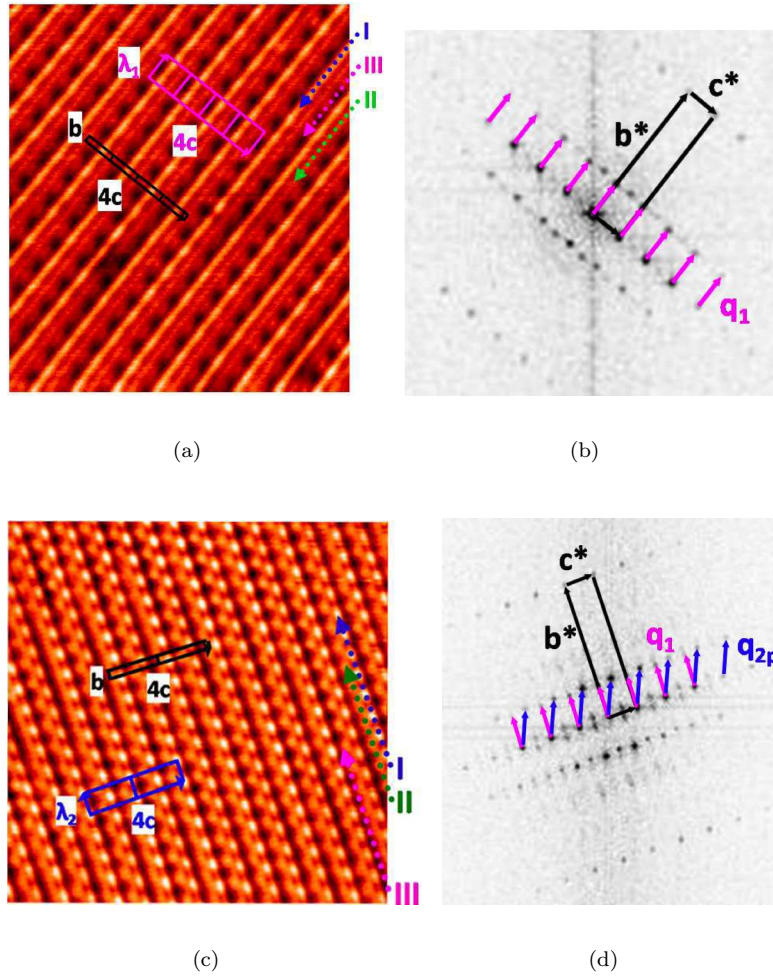 I
III
II
λ₁
4c
b
4c
c*
b*
q₁
(a)
(b)
b
4c
λ₂
4c
I
II
III
c*
b*
q₁
q₂ₚ
(c)
(d)